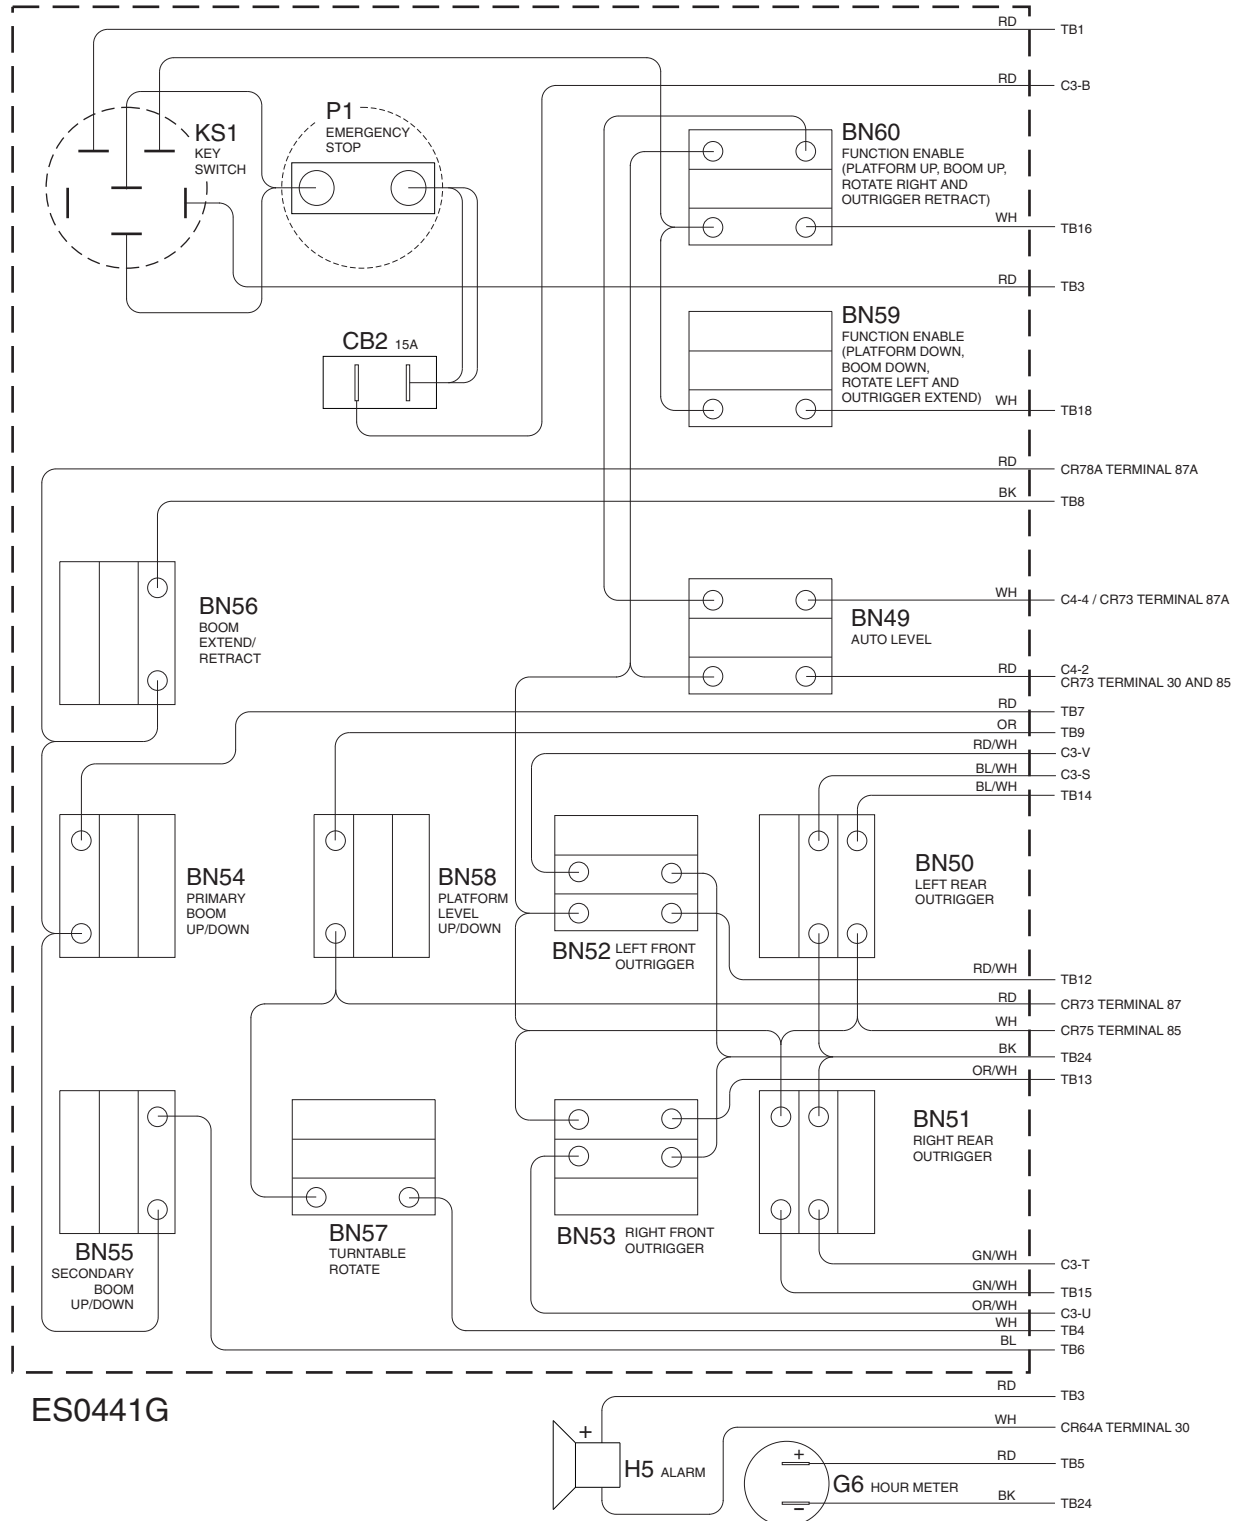 RD TB1
RD C3-B
P1
EMERGENCY
STOP
KS1
KEY
SWITCH
BN60
FUNCTION ENABLE
(PLATFORM UP, BOOM UP,
ROTATE RIGHT AND
OUTRIGGER RETRACT)
WH TB16
RD TB3
BN59
FUNCTION ENABLE
(PLATFORM DOWN,
BOOM DOWN,
ROTATE LEFT AND
OUTRIGGER EXTEND)
WH TB18
CB2 15A
RD CR78A TERMINAL 87A
BK TB8
BN56
BOOM
EXTEND/
RETRACT
WH C4-4 / CR73 TERMINAL 87A
BN49
AUTO LEVEL
RD C4-2
CR73 TERMINAL 30 AND 85
RD TB7
OR TB9
RD/WH C3-V
BL/WH C3-S
BL/WH TB14
BN54
PRIMARY
BOOM
UP/DOWN
BN58
PLATFORM
LEVEL
UP/DOWN
BN52 LEFT FRONT
OUTRIGGER
BN50
LEFT REAR
OUTRIGGER
RD/WH TB12
RD CR73 TERMINAL 87
WH CR75 TERMINAL 85
BK TB24
OR/WH TB13
BN51
RIGHT REAR
OUTRIGGER
BN55
SECONDARY
BOOM
UP/DOWN
BN57
TURNTABLE
ROTATE
BN53 RIGHT FRONT
OUTRIGGER
GN/WH C3-T
GN/WH TB15
OR/WH C3-U
WH TB4
BL TB6
ES0441G
RD TB3
WH CR64A TERMINAL 30
+
H5 ALARM
RD TB5
+
G6 HOUR METER
BK TB24
-